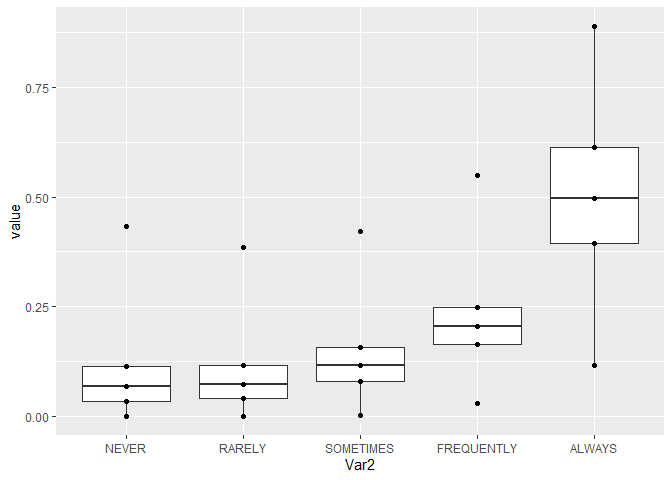 value
0.75
0.50
0.25
0.00
NEVER RARELY SOMETIMES FREQUENTLY ALWAYS
Var2